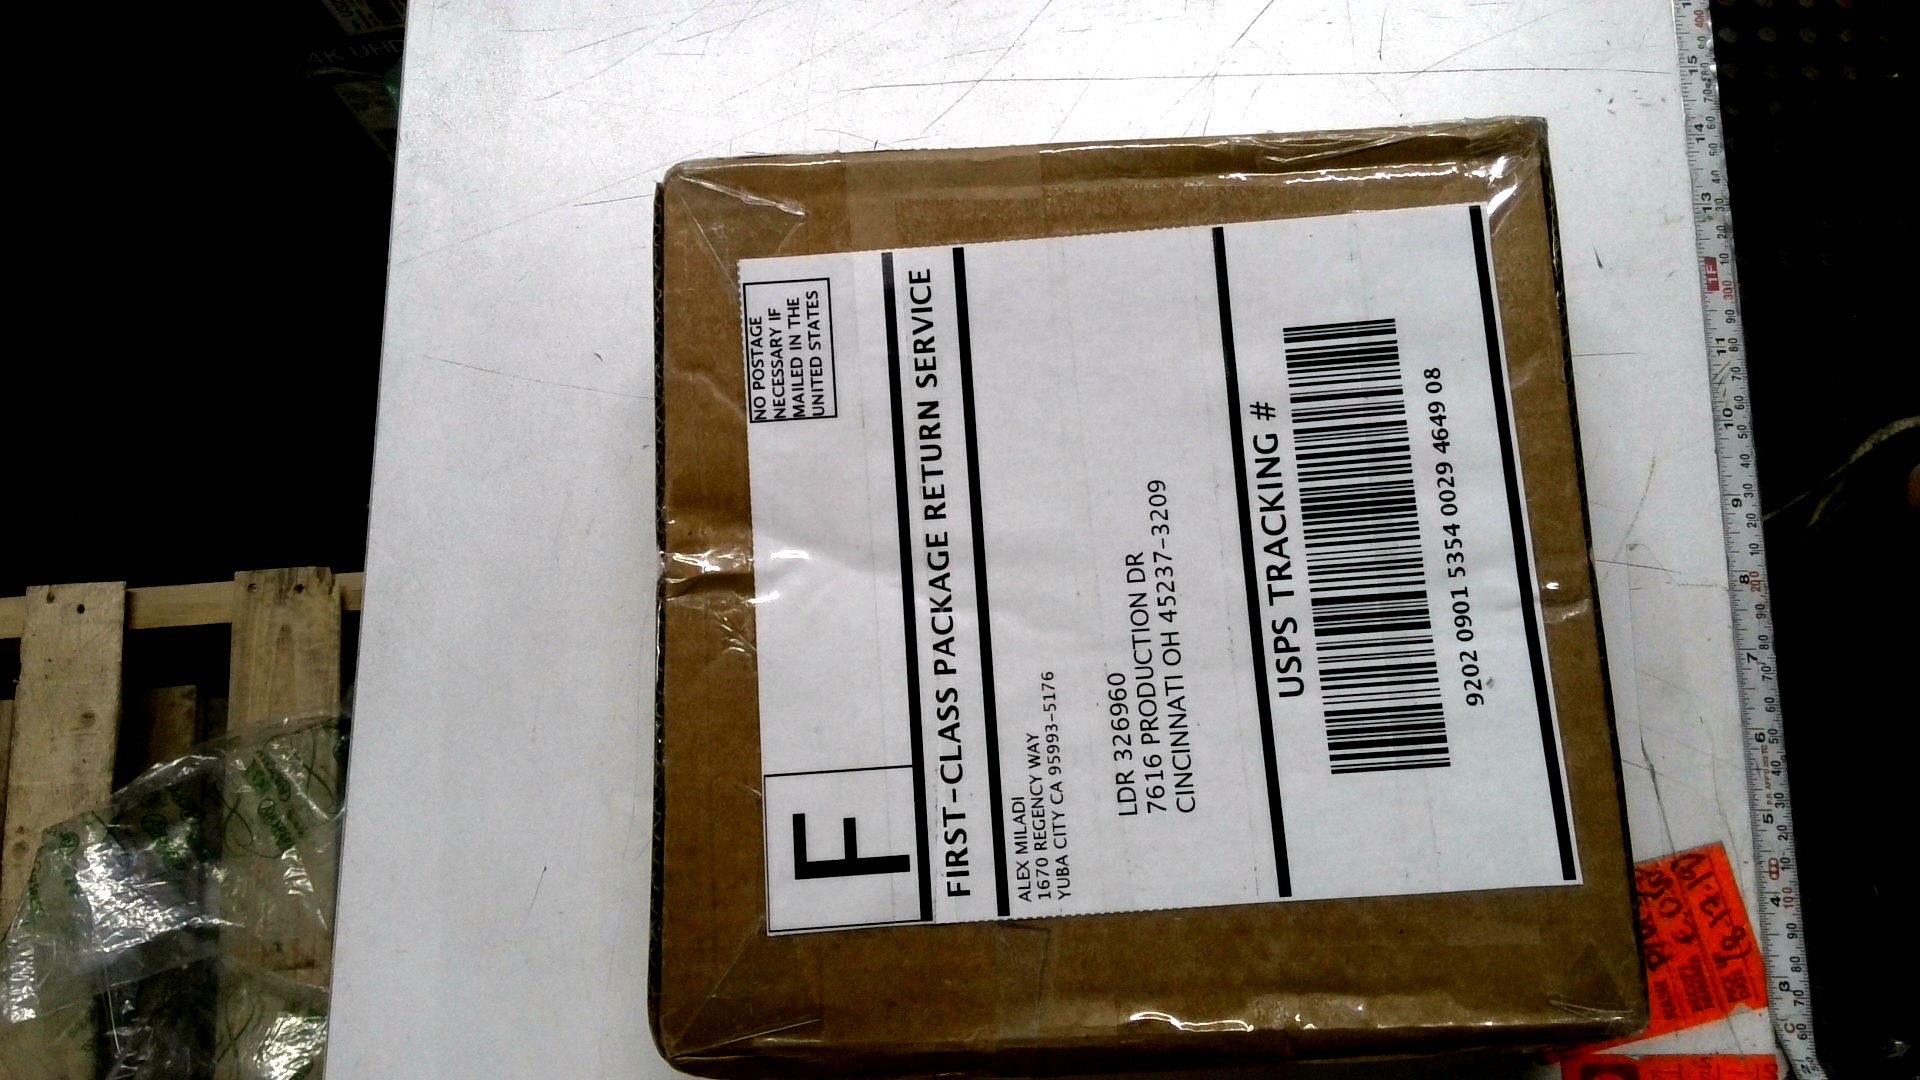 NO POSTAGE
NECESSARY IF
MAILED IN THE
UNITED STATES
F
FIRST-CLASS PACKAGE RETURN SERVICE
ALEX MILADI
1670 REGENCY WAY
YUBA CITY CA 95993-5176
LDR 326960
7616 PRODUCTION DR
CINCINNATI OH 45237-3209
USPS TRACKING #
9202 0901 5354 0029 4649 08
4K UHD